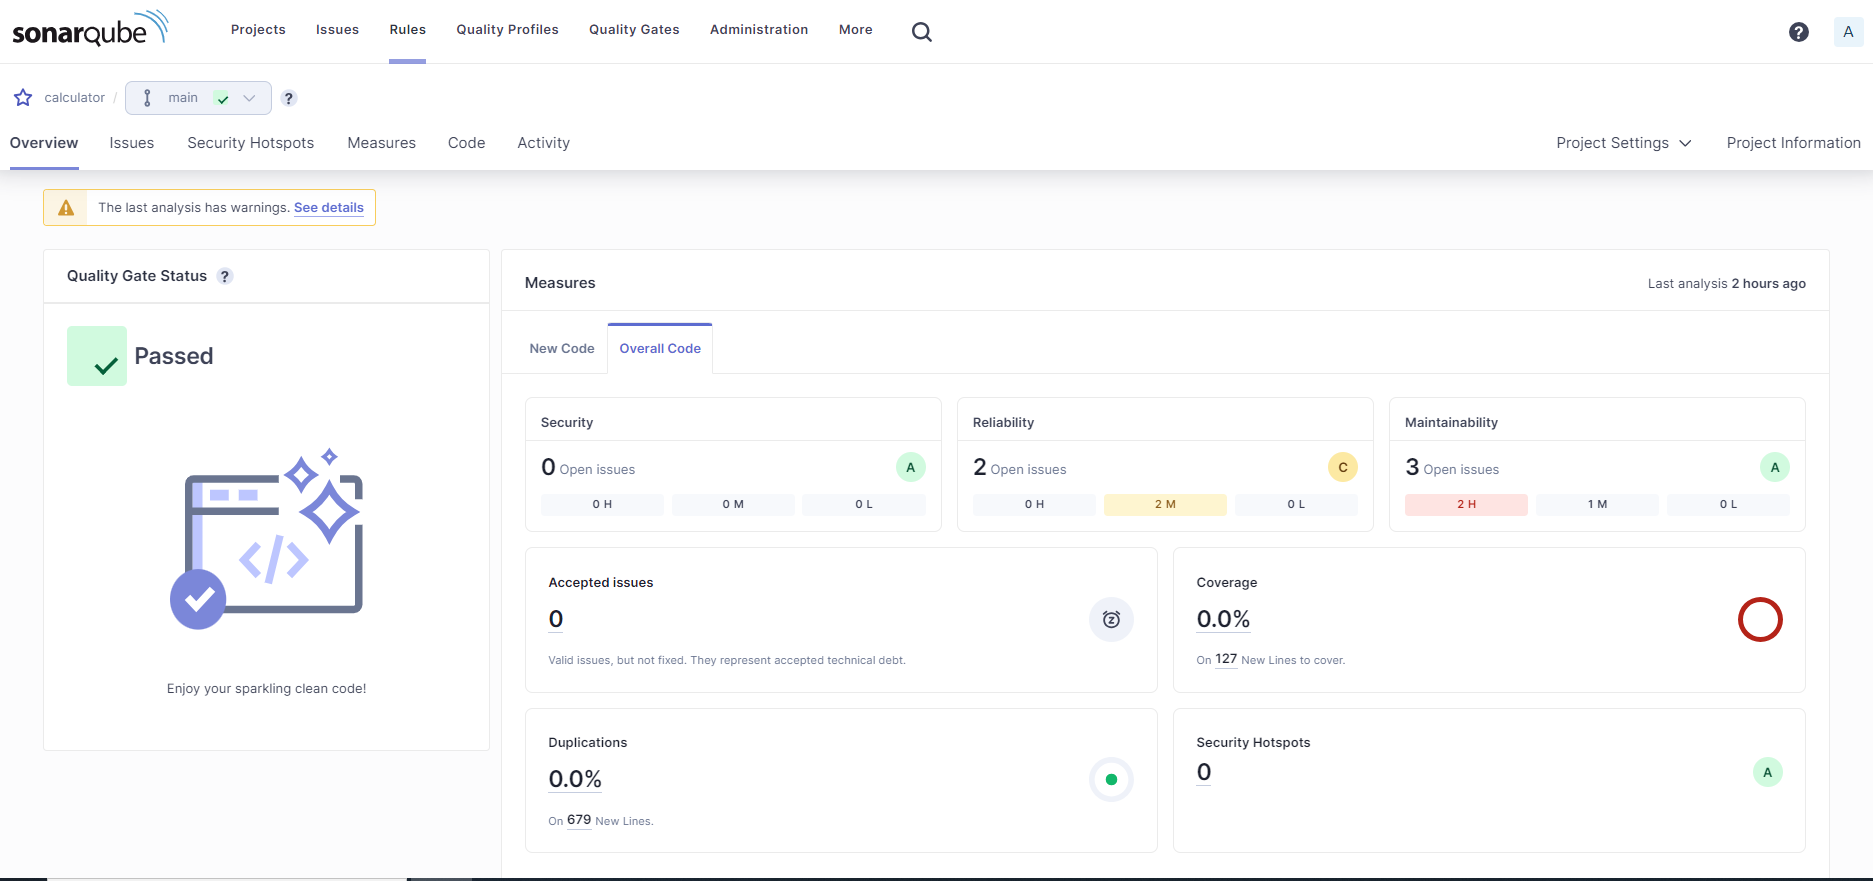 sonarqube
Projects Issues Rules Quality Profiles Quality Gates Administration More
? A
calculator / main ?
Overview Issues Security Hotspots Measures Code Activity
Project Settings Project Information
The last analysis has warnings. See details
Quality Gate Status ?
Passed
</>
Enjoy your sparkling clean code!
Measures
Last analysis 2 hours ago
New Code Overall Code
Security
0 Open issues A
0 H 0 M 0 L
Reliability
2 Open issues C
0 H 2 M 0 L
Maintainability
3 Open issues A
2 H 1 M 0 L
Accepted issues
0
z
Valid issues, but not fixed. They represent accepted technical debt.
Coverage
0.0%
On 127 New Lines to cover.
Duplications
0.0%
On 679 New Lines.
Security Hotspots
0
A